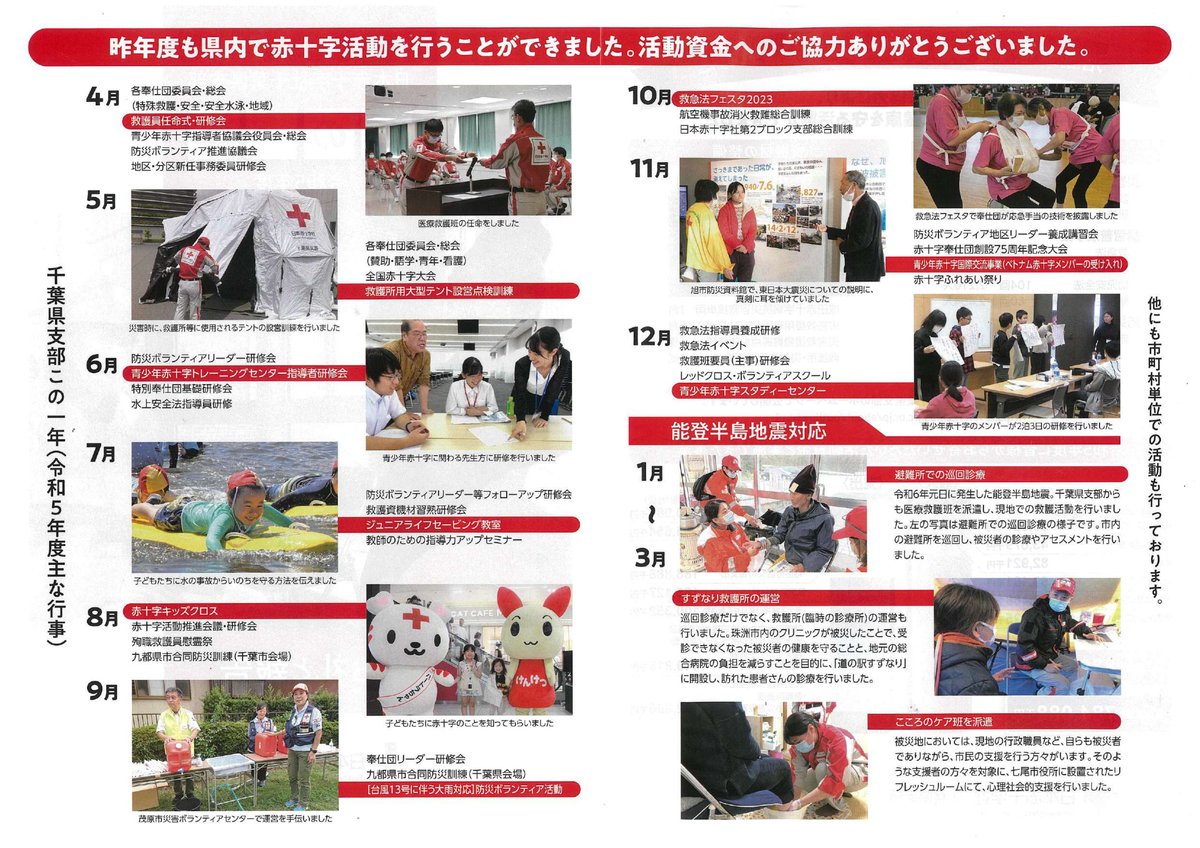 昨年度も県内で赤十字活動を行うことができました。活動資金へのご協力ありがとうございました。
千葉県支部この一年(令和5年度主な行事)
4月
各奉仕団委員会・総会
(特殊救護・安全・安全水泳・地域)
救護員任命式・研修会
青少年赤十字指導者協議会役員会・総会
防災ボランティア推進協議会
地区・分区新任事務委員研修会
医療救護班の任命をしました
5月
日本赤十字社
災害時に、救護所等に使用されるテントの設営訓練を行いました
各奉仕団委員会・総会
(賛助・語学・青年・看護)
全国赤十字大会
救護所用大型テント設営点検訓練
6月
防災ボランティアリーダー研修会
青少年赤十字トレーニングセンター指導者研修会
特別奉仕団基礎研修会
水上安全法指導員研修
青少年赤十字に関わる先生方に研修を行いました
7月
子どもたちに水の事故からいのちを守る方法を伝えました
防災ボランティアリーダー等フォローアップ研修会
救護資機材習熟研修会
ジュニアライフセービング教室
教師のための指導力アップセミナー
8月
赤十字キッズクロス
赤十字活動推進会議・研修会
殉職救護員慰霊祭
九都県市合同防災訓練(千葉市会場)
CAT CAFE
けんけつ
子どもたちに赤十字のことを知ってもらいました
9月
茂原市災害ボランティアセンターで運営を手伝いました
奉仕団リーダー研修会
九都県市合同防災訓練(千葉県会場)
[台風13号に伴う大雨対応]防災ボランティア活動
10月
救急法フェスタ2023
航空機事故消火救難総合訓練
日本赤十字社第2ブロック支部総合訓練
救急法フェスタで奉仕団が応急手当の技術を披露しました
11月
さっきまであった日常が、
消えてしまった
なぜ、
旭市防災資料館で、東日本大震災についての説明に、
真剣に耳を傾けていました
防災ボランティア地区リーダー養成講習会
赤十字奉仕団創設75周年記念大会
青少年赤十字国際交流事業(ベトナム赤十字メンバーの受け入れ)
赤十字ふれあい祭り
12月
救急法指導員養成研修
救急法イベント
救護班要員(主事)研修会
レッドクロス・ボランティアスクール
青少年赤十字スタディーセンター
青少年赤十字のメンバーが2泊3日の研修を行いました
能登半島地震対応
1月
~
3月
避難所での巡回診療
令和6年元日に発生した能登半島地震。千葉県支部から
も医療救護班を派遣し、現地での救護活動を行いまし
た。左の写真は避難所での巡回診療の様子です。市内
の避難所を巡回し、被災者の診療やアセスメントを行い
ました。
すずなり救護所の運営
巡回診療だけでなく、救護所(臨時の診療所)の運営も
行いました。珠洲市内のクリニックが被災したことで、受
診できなくなった被災者の健康を守ることと、地元の総
合病院の負担を減らすことを目的に、「道の駅すずなり」
に開設し、訪れた患者さんの診療を行いました。
こころのケア班を派遣
被災地においては、現地の行政職員など、自らも被災者
でありながら、市民の支援を行う方々がいます。そのよ
うな支援者の方々を対象に、七尾市役所に設置されたリ
フレッシュルームにて、心理社会的支援を行いました。
他にも市町村単位での活動も行っております。